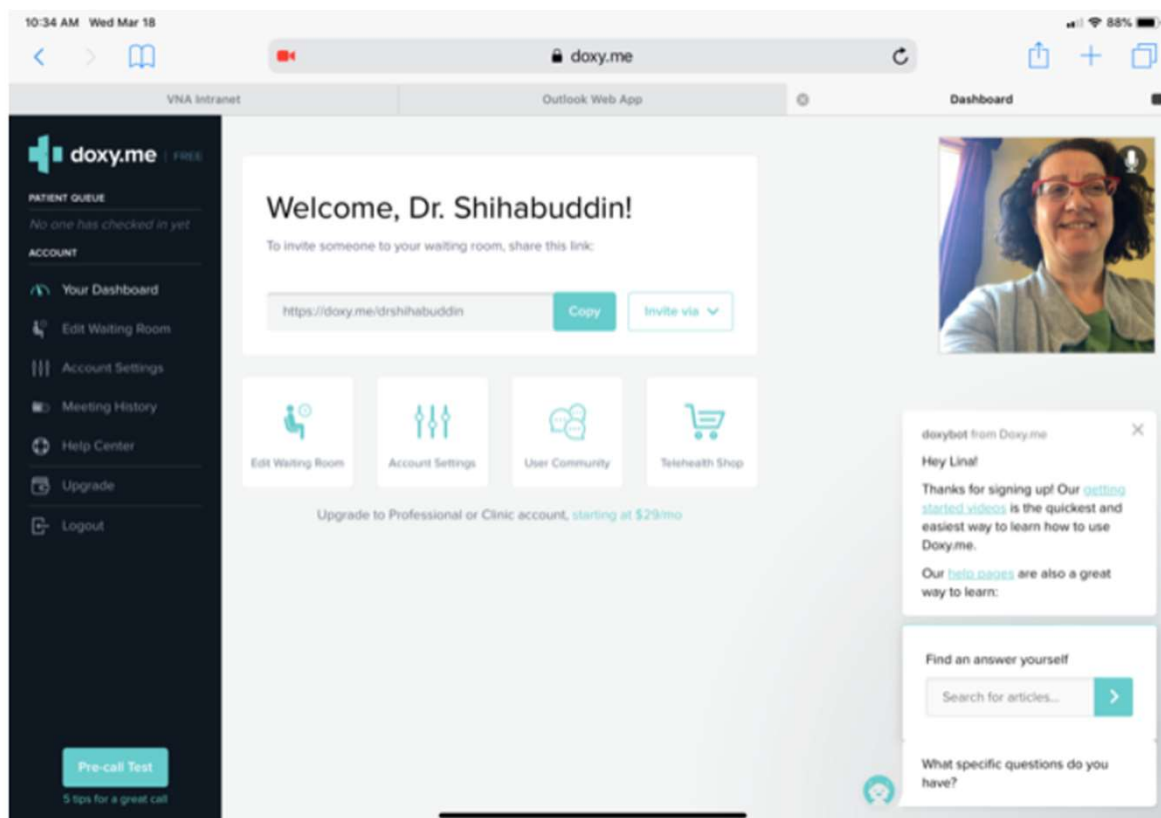 10:34 AM Wed Mar 18
88%
doxy.me
VNA Intranet
Outlook Web App
Dashboard
doxy.me | FREE
PATIENT QUEUE
No one has checked in yet
ACCOUNT
Your Dashboard
Edit Waiting Room
Account Settings
Meeting History
Help Center
Upgrade
Logout
Pre-call Test
5 tips for a great call
Welcome, Dr. Shihabuddin!
To invite someone to your waiting room, share this link:
https://doxy.me/drshihabuddin
Copy
Invite via
Edit Waiting Room
Account Settings
User Community
Telehealth Shop
Upgrade to Professional or Clinic account, starting at $29/mo
doxybot from Doxy.me
Hey Lina!
Thanks for signing up! Our getting
started videos is the quickest and
easiest way to learn how to use
Doxy.me.
Our help pages are also a great
way to learn:
Find an answer yourself
Search for articles...
What specific questions do you
have?